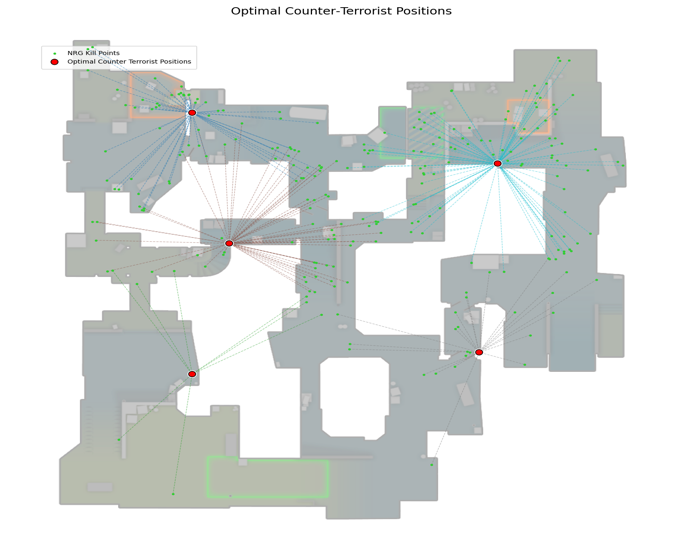 Optimal Counter-Terrorist Positions
NRG Kill Points
Optimal Counter Terrorist Positions